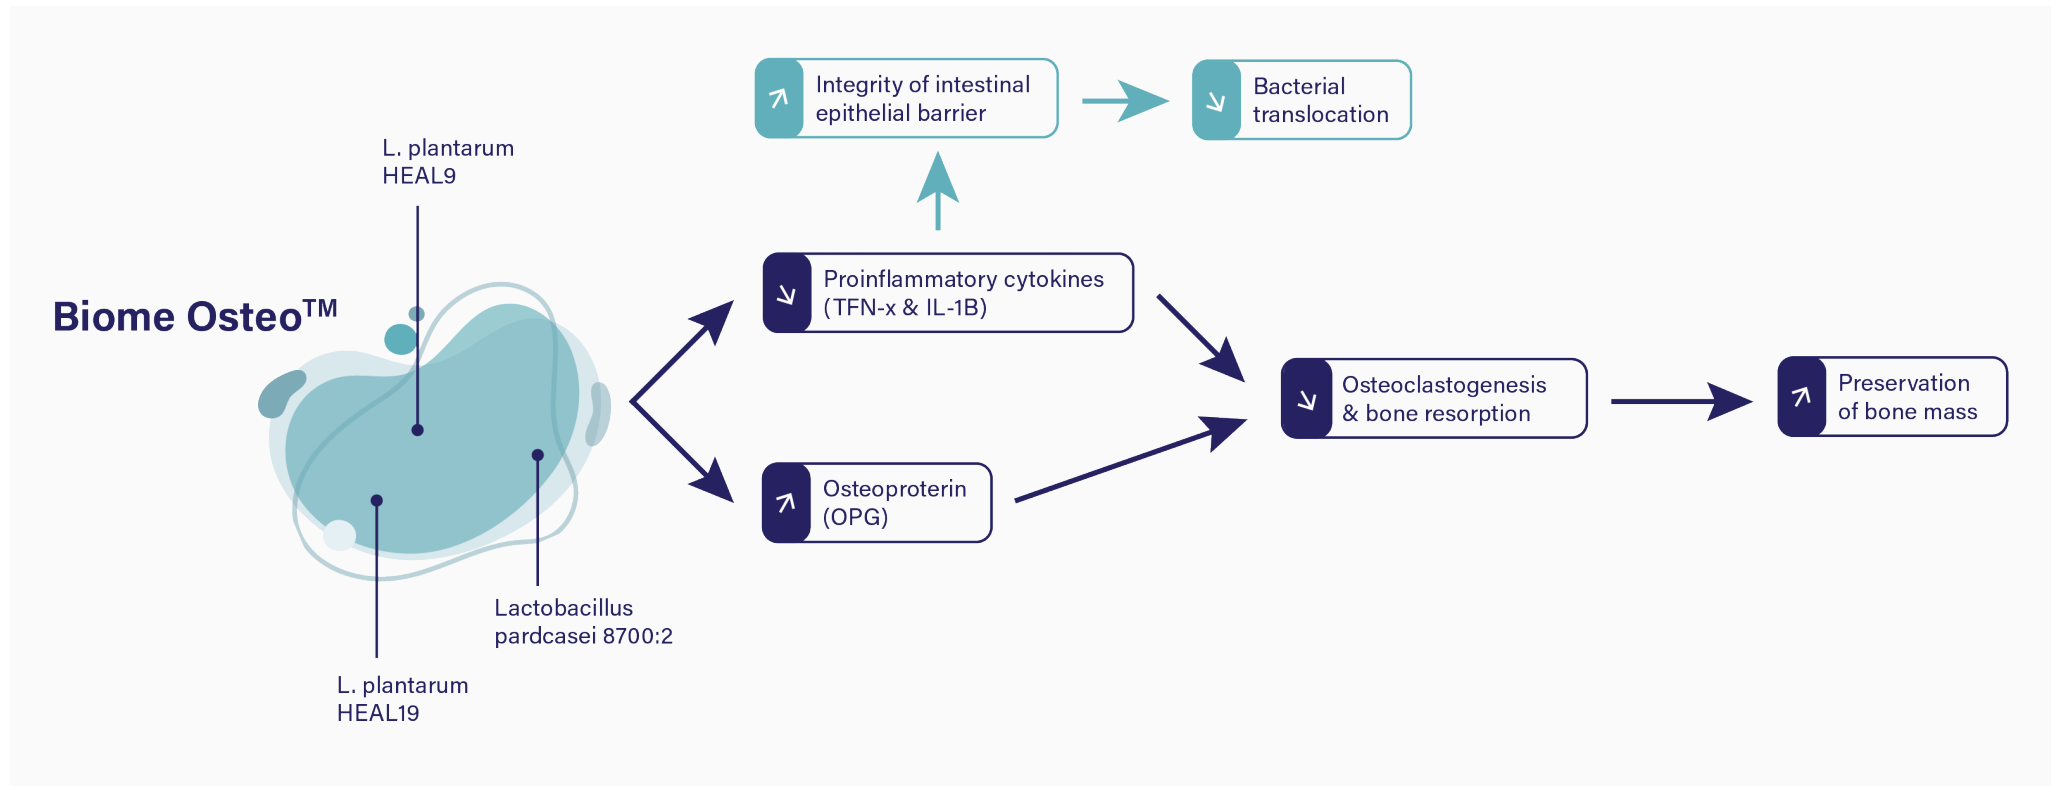 Biome Osteo™
L. plantarum
HEAL9
L. plantarum
HEAL19
Lactobacillus
pardcasei 8700:2
Integrity of intestinal
epithelial barrier
Bacterial
translocation
Proinflammatory cytokines
(TFN-x & IL-1B)
Osteoproterin
(OPG)
Osteoclastogenesis
& bone resorption
Preservation
of bone mass